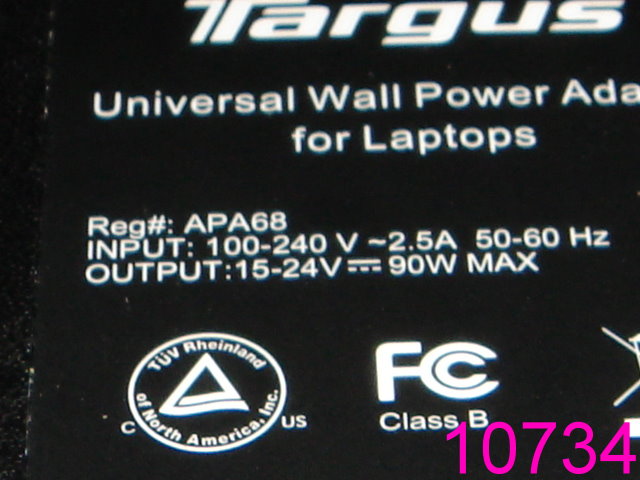 Targus
Universal Wall Power Ada
for Laptops
Reg#: APA68
INPUT: 100-240 V ~2.5A 50-60 Hz
OUTPUT:15-24V⎓ 90W MAX
TÜV Rheinland
of North America, Inc.
C US
FC
Class B
10734